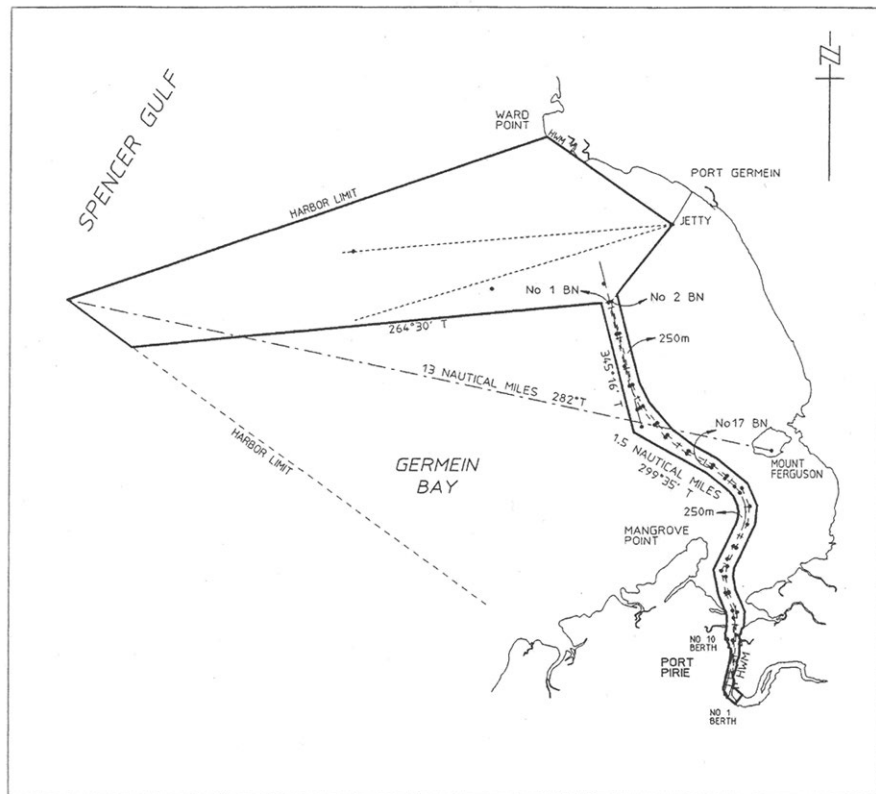 N
WARD
POINT
HWM
SPENCER GULF
PORT GERMEIN
HARBOR LIMIT
JETTY
No 1 BN
No 2 BN
264°30' T
250m
345°16' T
13 NAUTICAL MILES 282°T
No17 BN
HARBOR LIMIT
1.5 NAUTICAL MILES
299°35' T
MOUNT
FERGUSON
GERMEIN
BAY
250m
MANGROVE
POINT
NO 10
BERTH
PORT
PIRIE
HWM
NO 1
BERTH